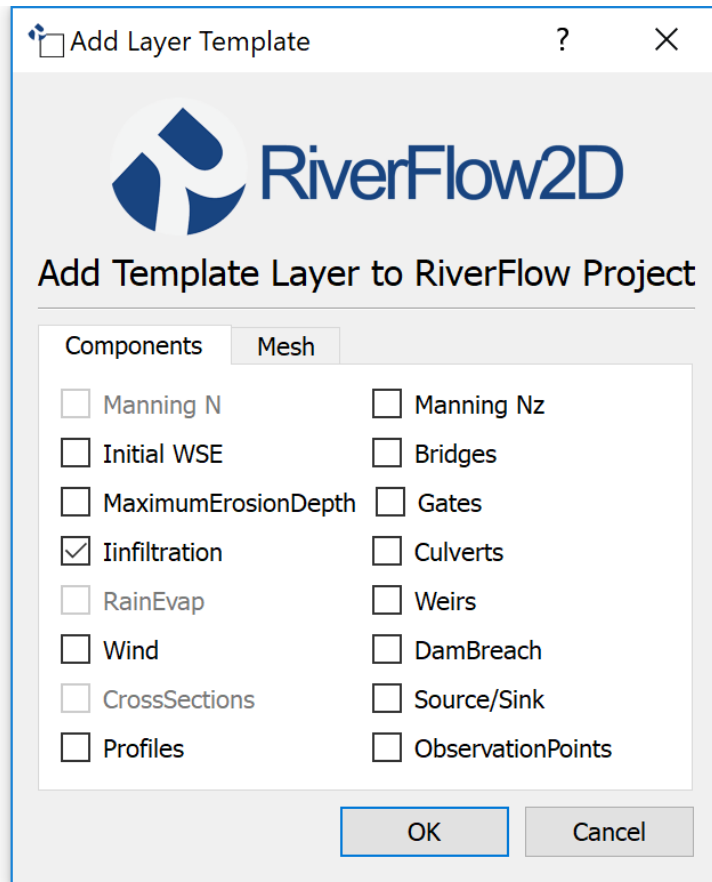 Add Layer Template ? ×
RiverFlow2D
Add Template Layer to RiverFlow Project
Components Mesh
Manning N Manning Nz
Initial WSE Bridges
MaximumErosionDepth Gates
Iinfiltration Culverts
RainEvap Weirs
Wind DamBreach
CrossSections Source/Sink
Profiles ObservationPoints
OK Cancel